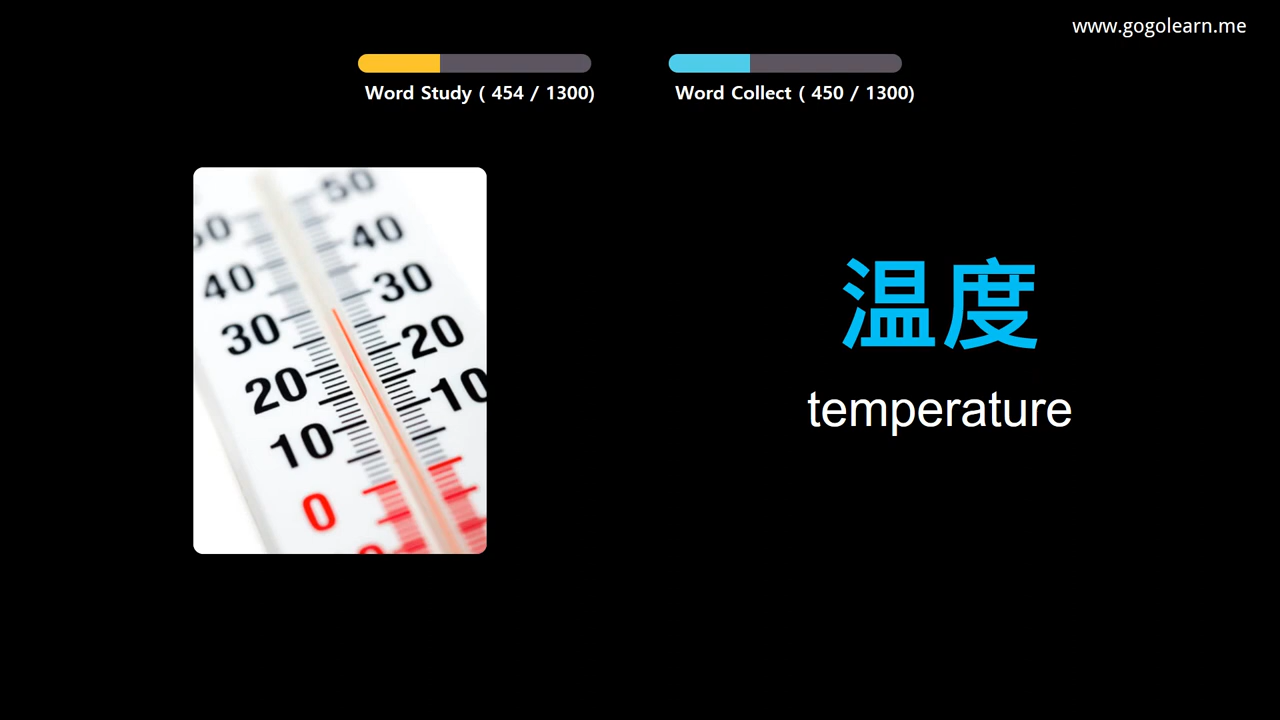 www.gogolearn.me
Word Study ( 454 / 1300)
Word Collect ( 450 / 1300)
50
50
40
40
30
30
20
20
10
10
0
温度
temperature